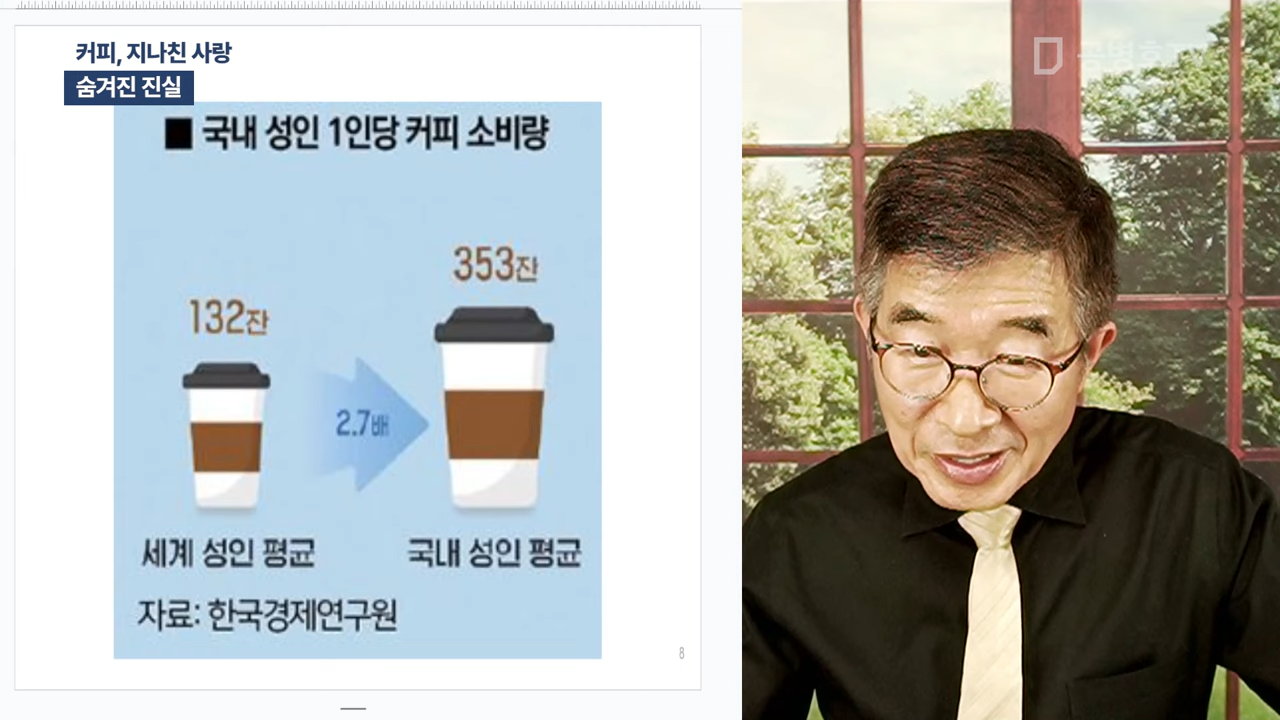 커피, 지나친 사랑
숨겨진 진실
■ 국내 성인 1인당 커피 소비량
353잔
132잔
2.7배
세계 성인 평균
국내 성인 평균
자료: 한국경제연구원
8